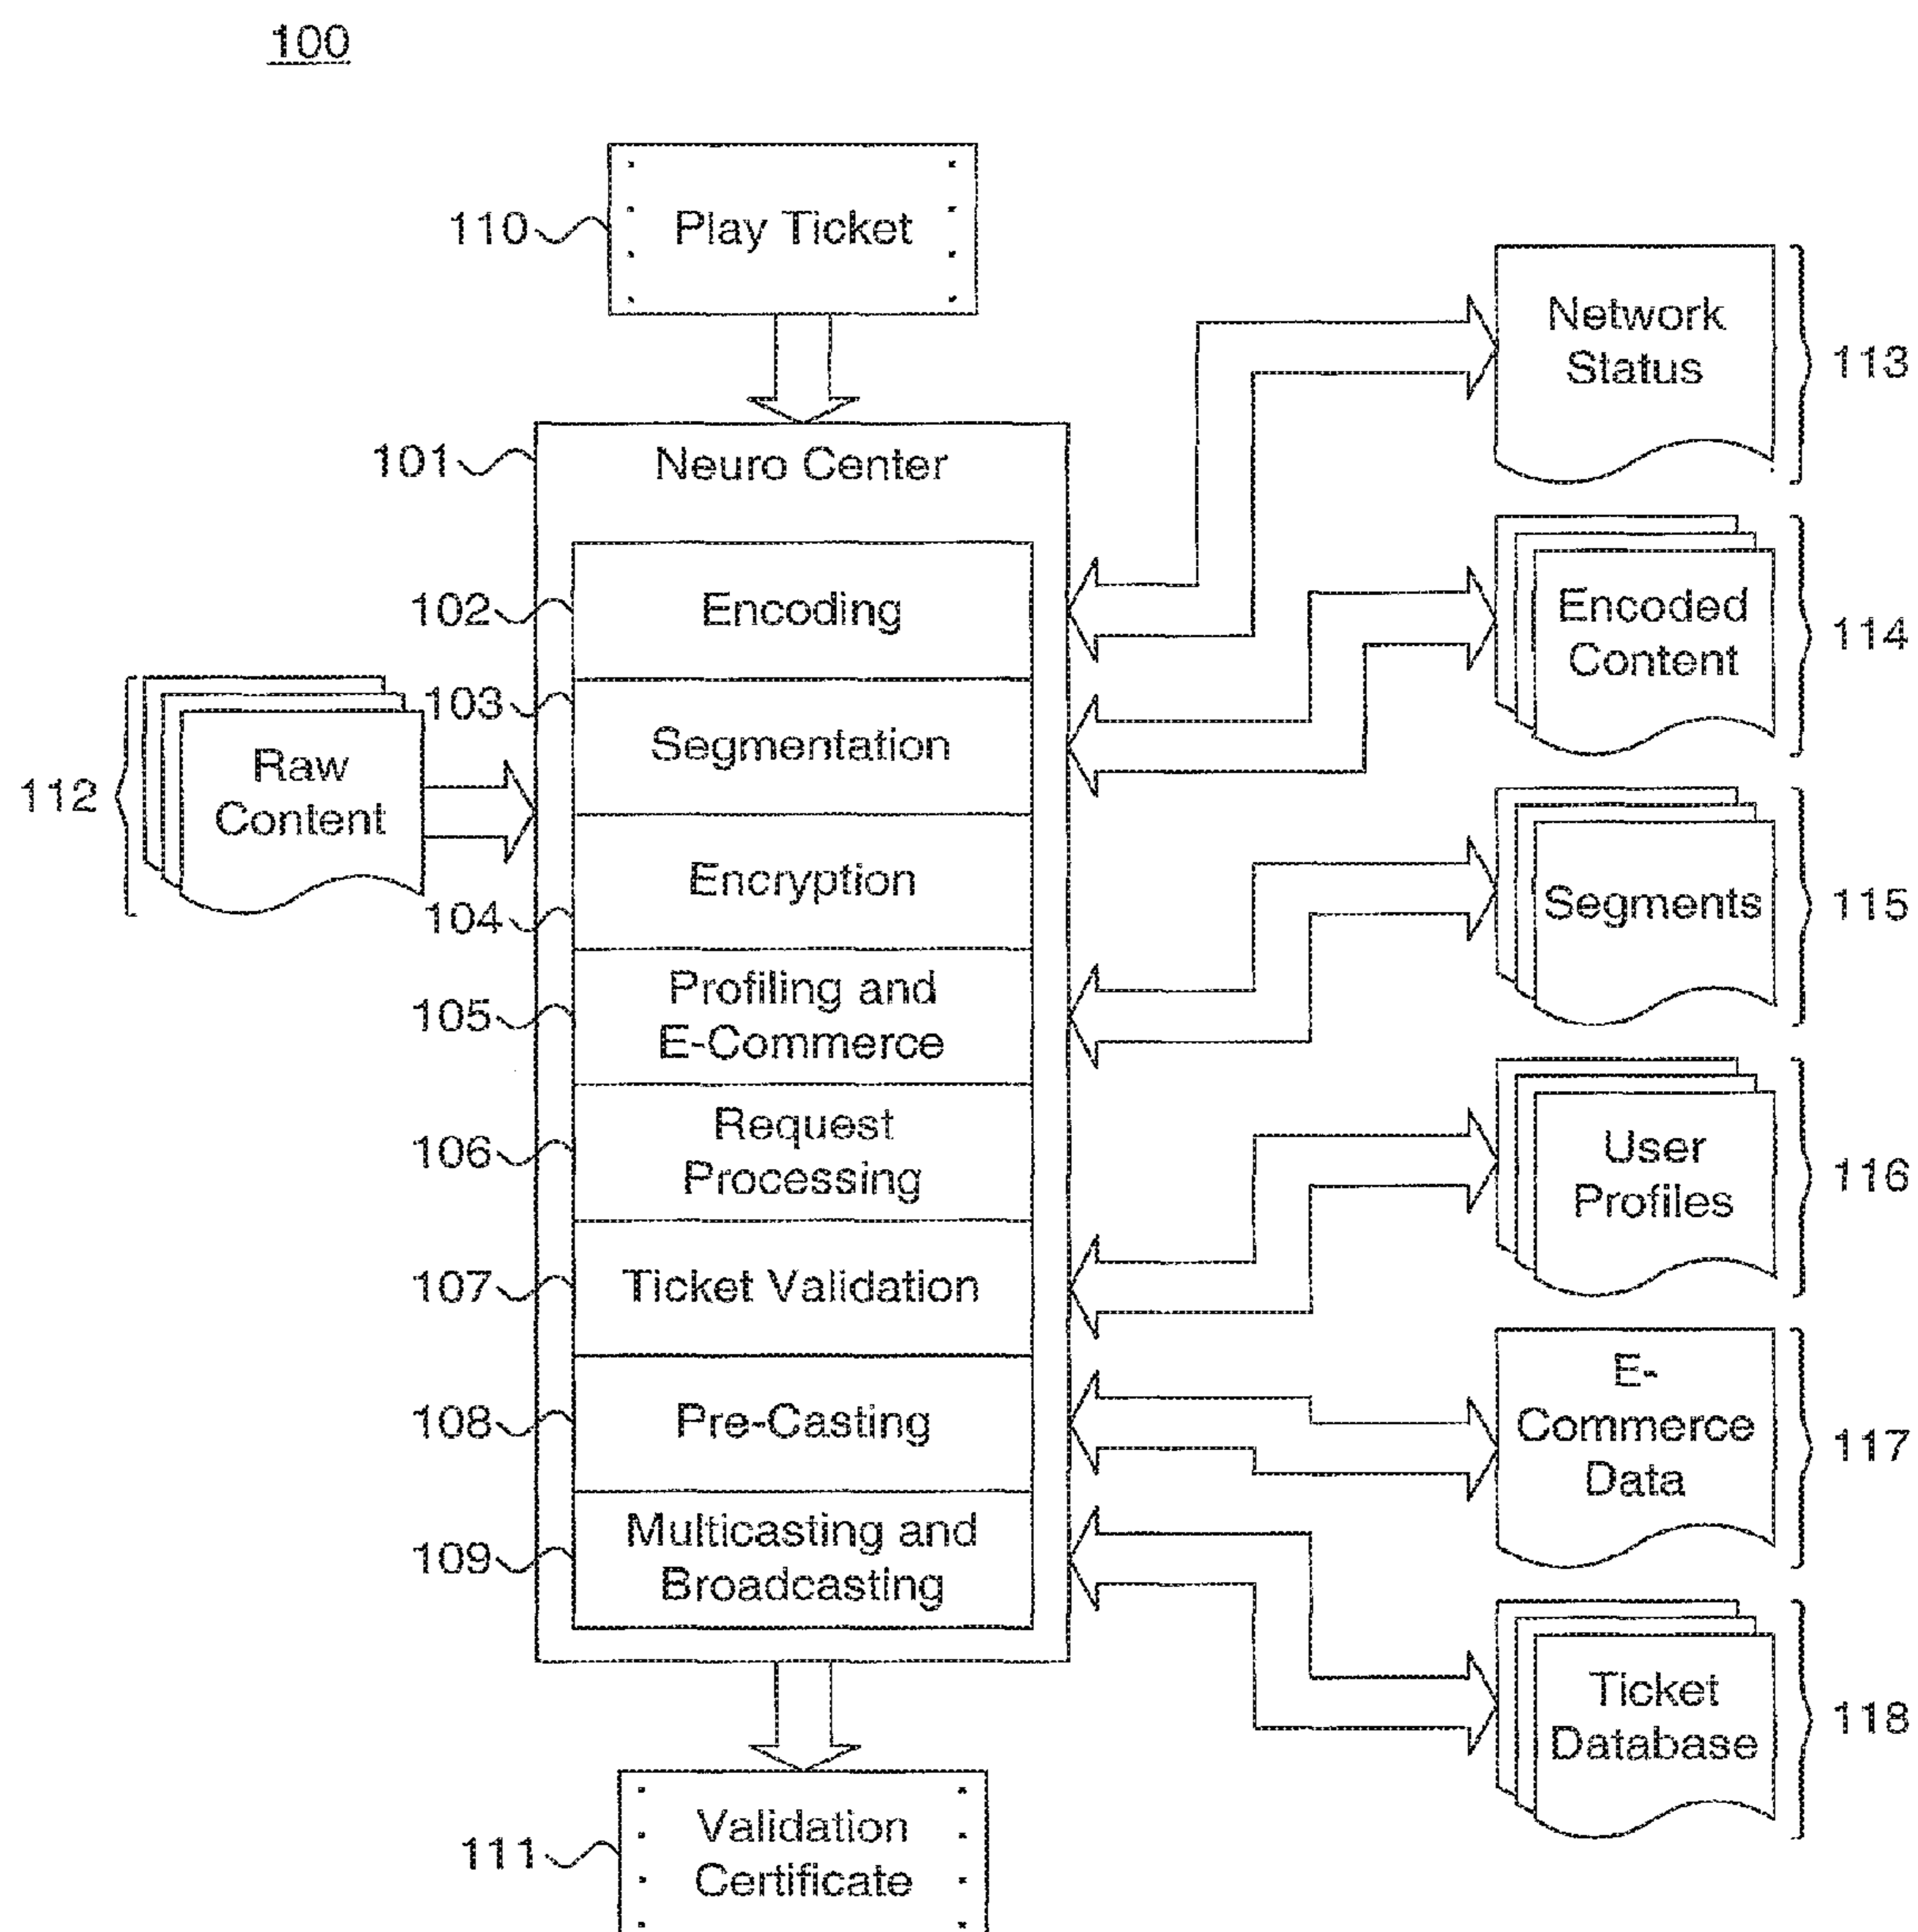 100
110
Play Ticket
101
Neuro Center
102
Encoding
103
Segmentation
104
Encryption
105
Profiling and
E-Commerce
106
Request
Processing
107
Ticket Validation
108
Pre-Casting
109
Multicasting and
Broadcasting
112
Raw
Content
111
Validation
Certificate
Network
Status
113
Encoded
Content
114
Segments
115
User
Profiles
116
E-
Commerce
Data
117
Ticket
Database
118